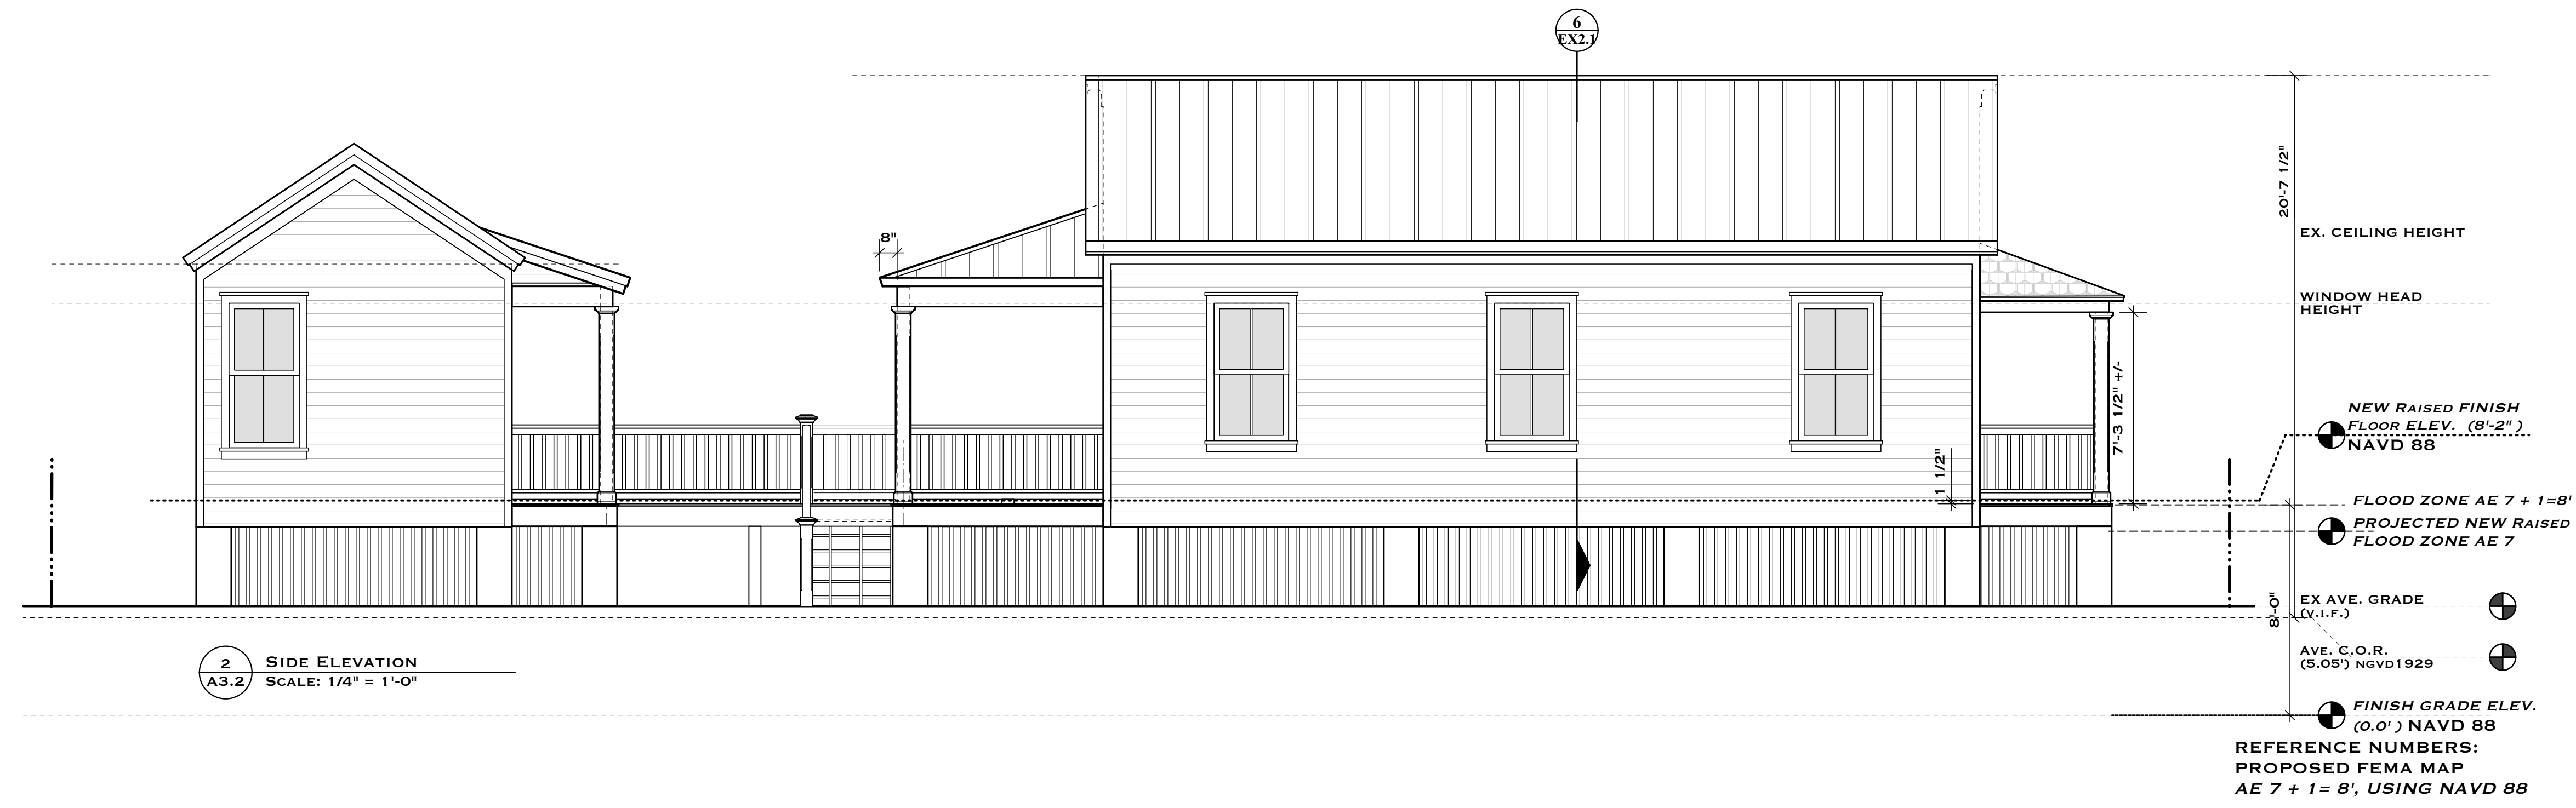 6
EX2.1
8"
20'-7 1/2"
EX. CEILING HEIGHT
WINDOW HEAD
HEIGHT
7'-3 1/2" +/-
1 1/2"
NEW RAISED FINISH
FLOOR ELEV. (8'-2" )
NAVD 88
FLOOD ZONE AE 7 + 1=8'
PROJECTED NEW RAISED
FLOOD ZONE AE 7
EX AVE. GRADE
(V.I.F.)
8'-0"
AVE. C.O.R.
(5.05') NGVD1929
2
A3.2
SIDE ELEVATION
SCALE: 1/4" = 1'-0"
FINISH GRADE ELEV.
(0.0' ) NAVD 88
REFERENCE NUMBERS:
PROPOSED FEMA MAP
AE 7 + 1= 8', USING NAVD 88